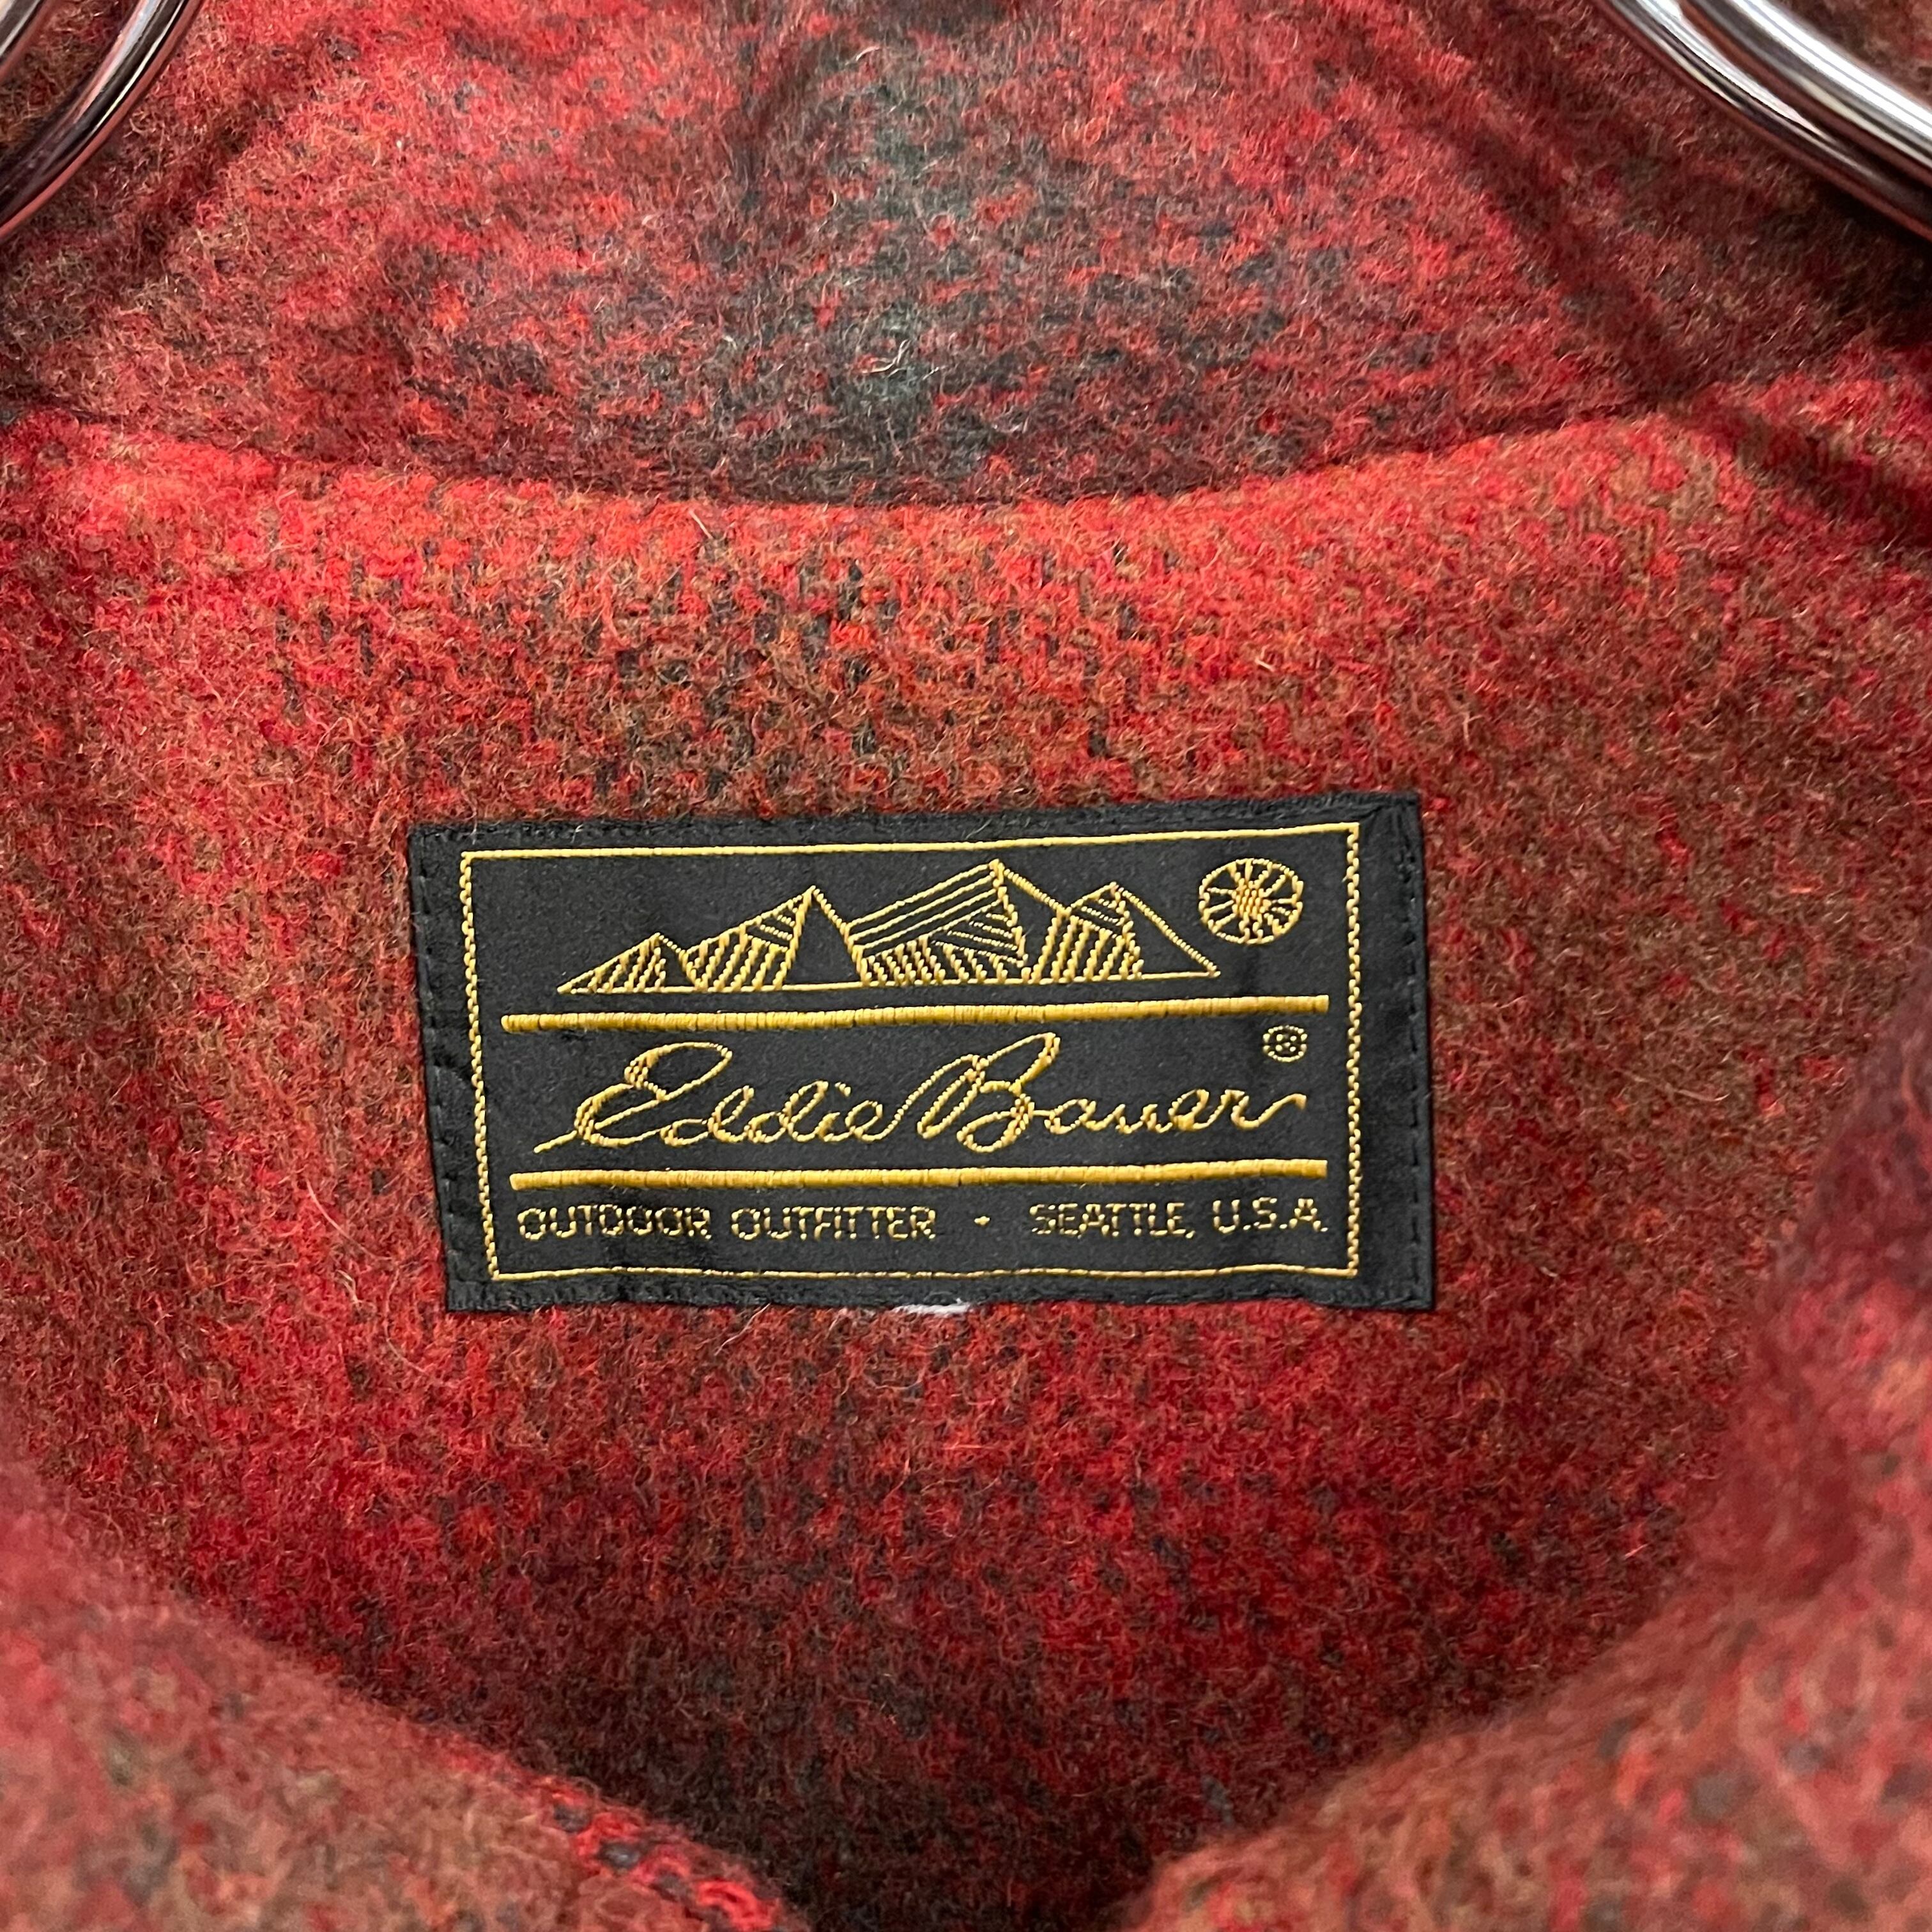 Eddie Bauer ®
OUTDOOR OUTFITTER - SEATTLE, U.S.A.